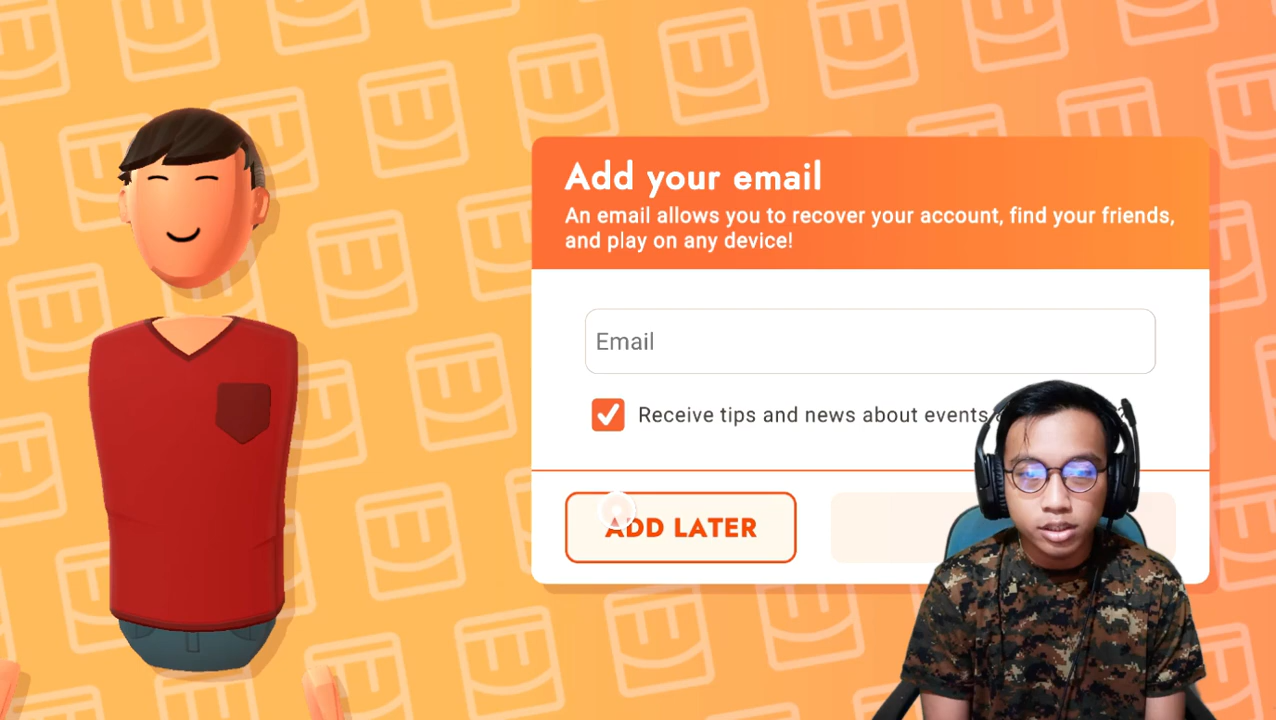 Add your email
An email allows you to recover your account, find your friends,
and play on any device!
Email
Receive tips and news about events
ADD LATER